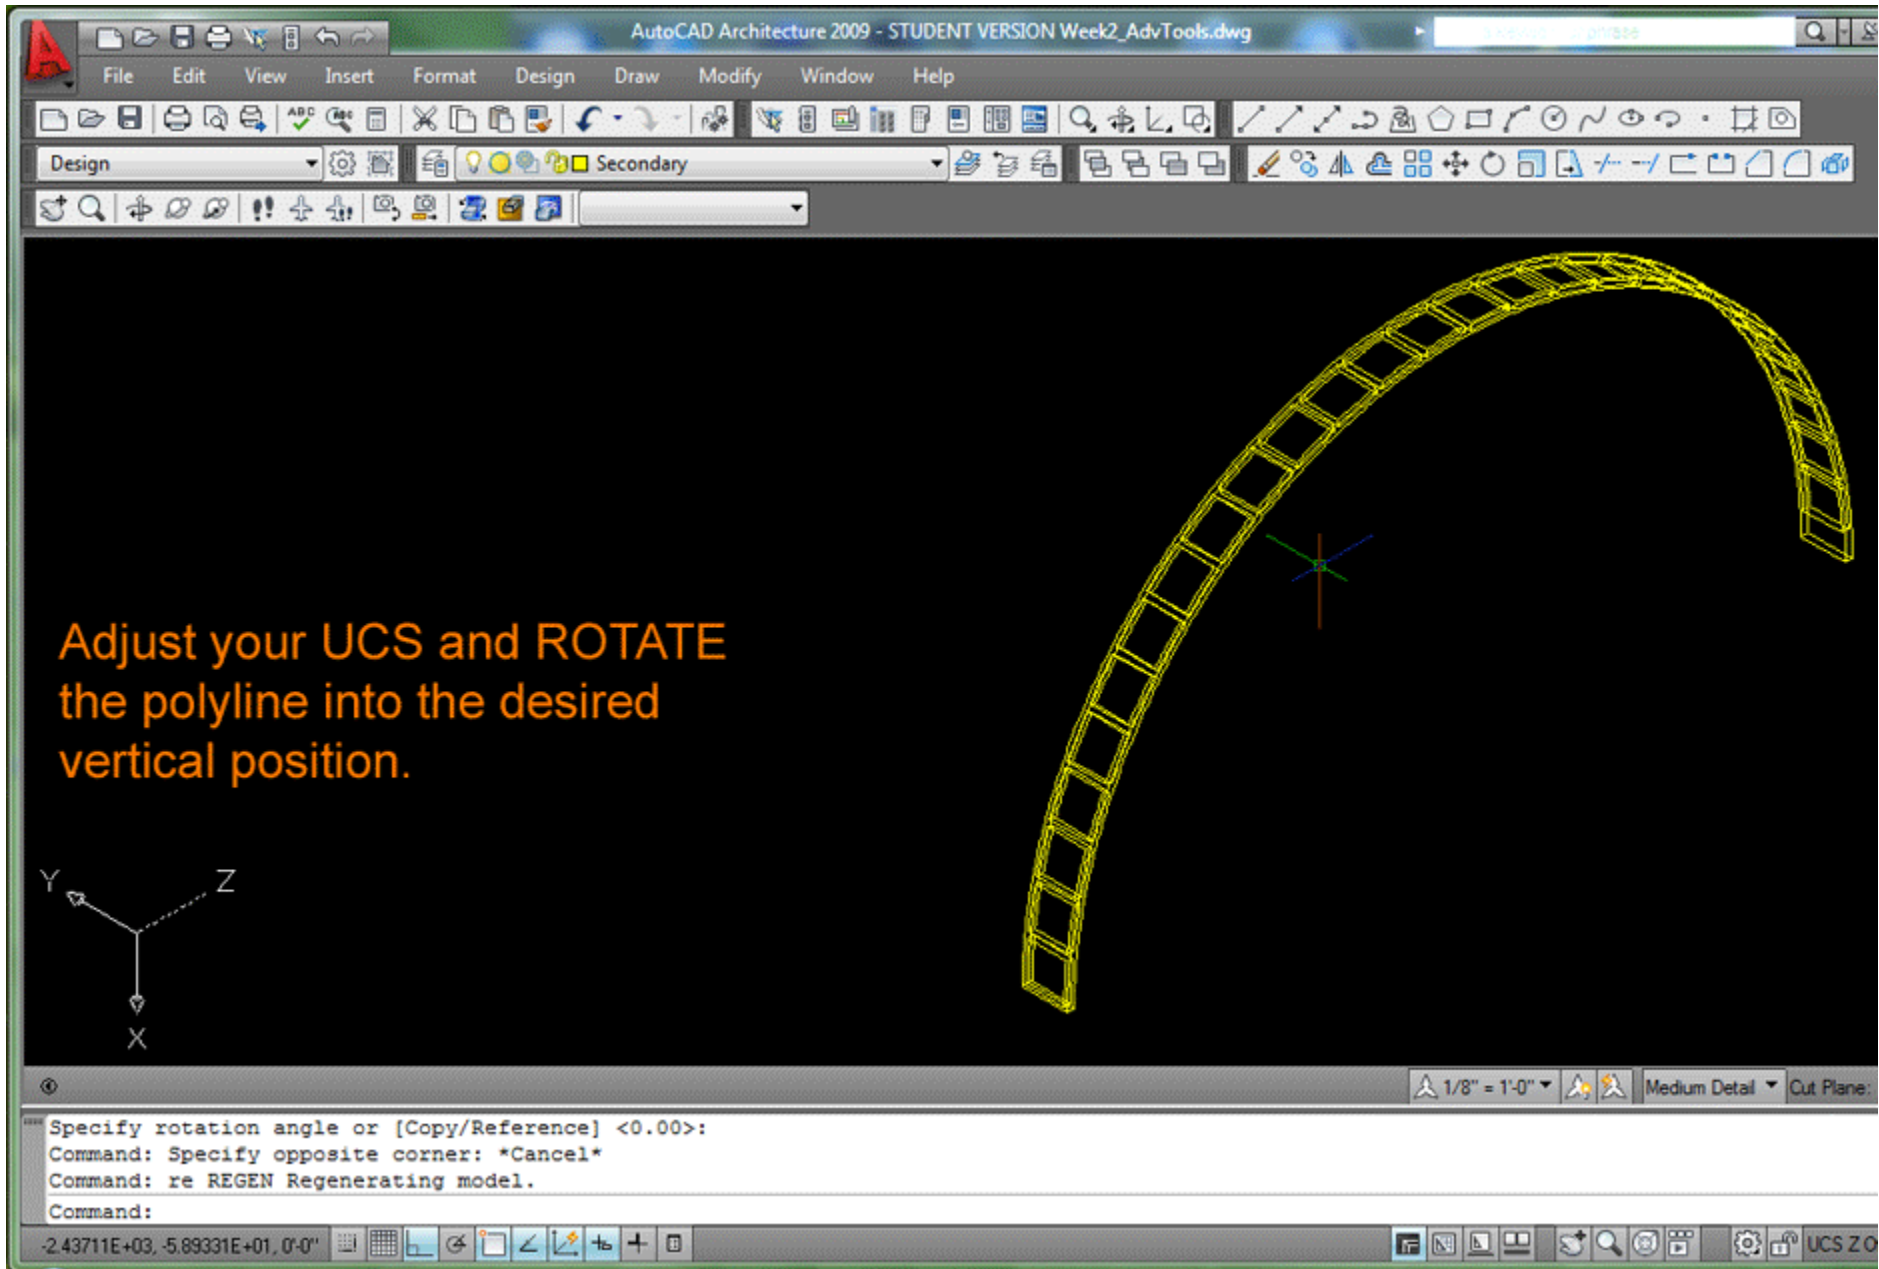 AutoCAD Architecture 2009 - STUDENT VERSION Week2_AdvTools.dwg
File Edit View Insert Format Design Draw Modify Window Help
Design Secondary
Adjust your UCS and ROTATE
the polyline into the desired
vertical position.
Y Z
X
1/8" = 1'-0" Medium Detail Cut Plane:
Specify rotation angle or [Copy/Reference] <0.00>:
Command: Specify opposite corner: *Cancel*
Command: re REGEN Regenerating model.
Command:
-2.43711E+03, -5.89331E+01, 0'-0" UCS Z